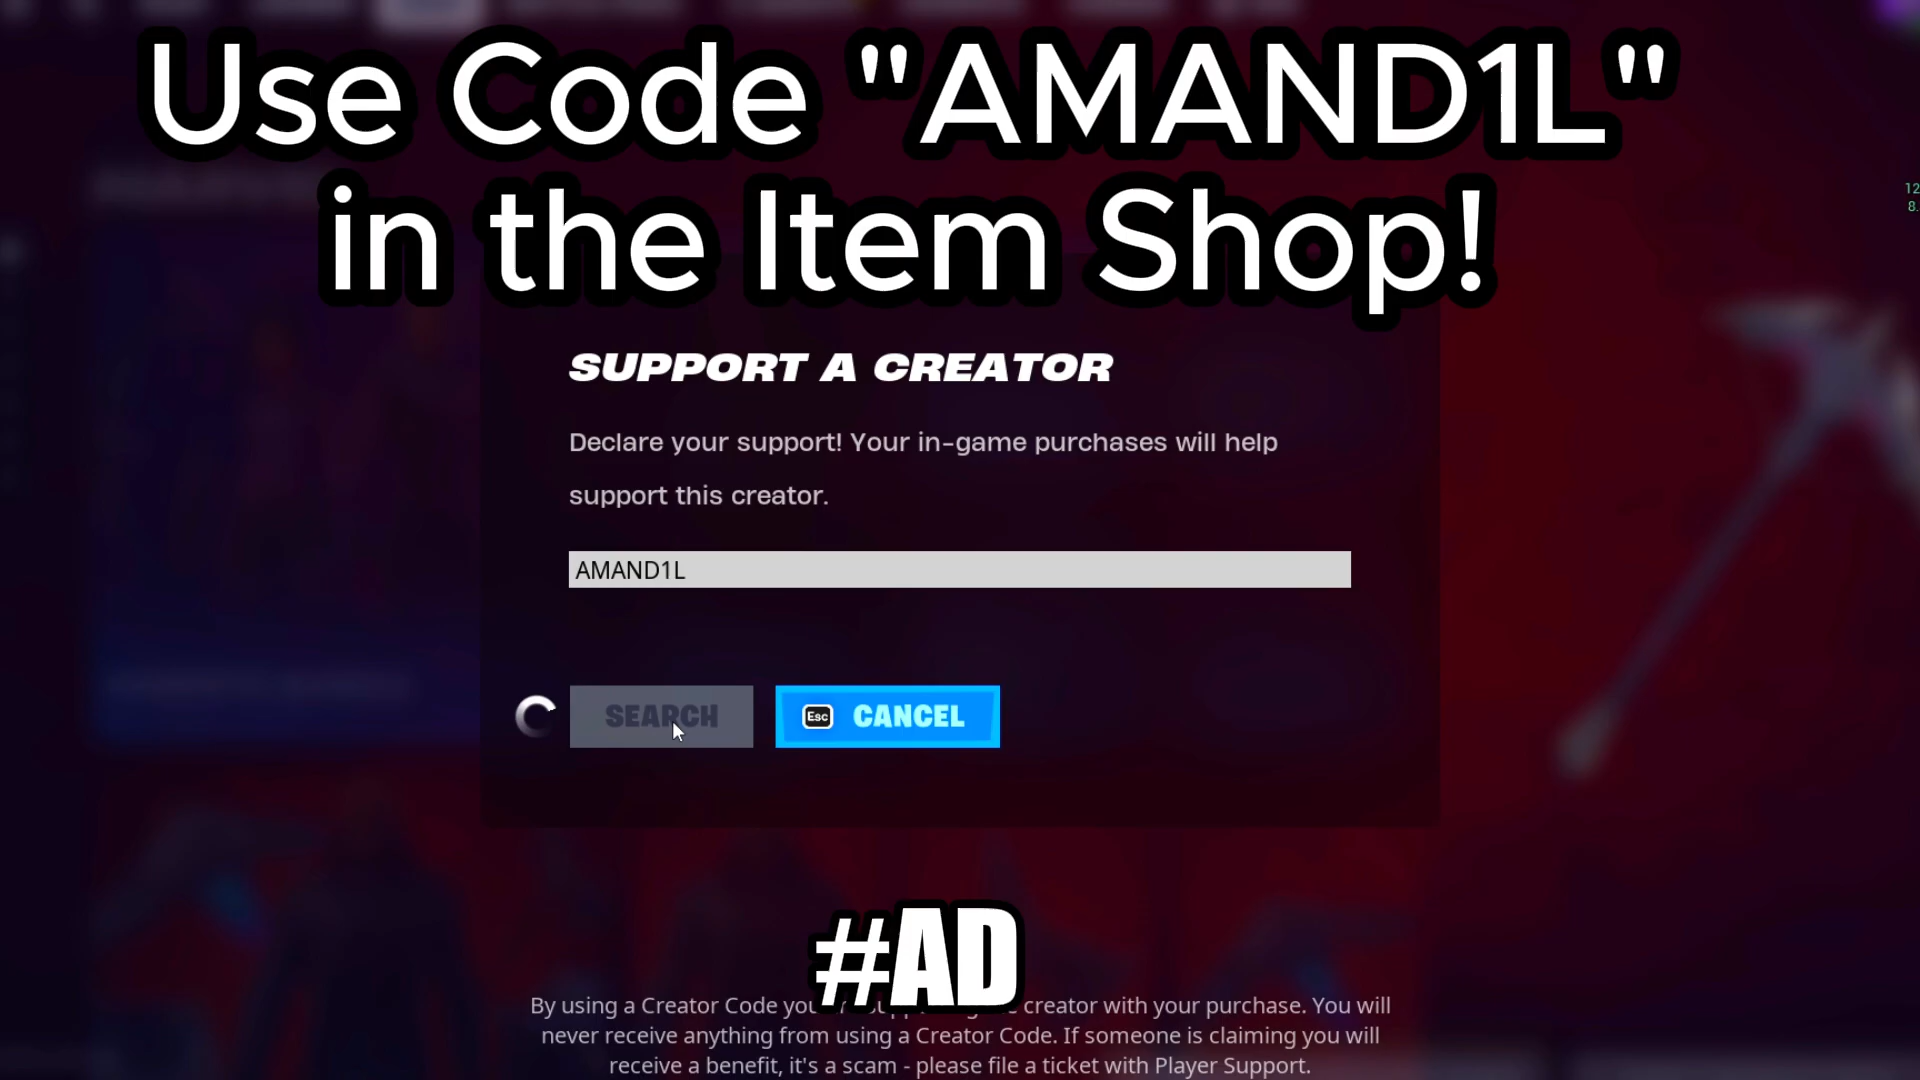 Use Code "AMAND1L"
in the Item Shop!
SUPPORT A CREATOR
Declare your support! Your in-game purchases will help
support this creator.
AMAND1L
SEARCH
Esc CANCEL
#AD
By using a Creator Code you creator with your purchase. You will
never receive anything from using a Creator Code. If someone is claiming you will
receive a benefit, it's a scam - please file a ticket with Player Support.
12
8.